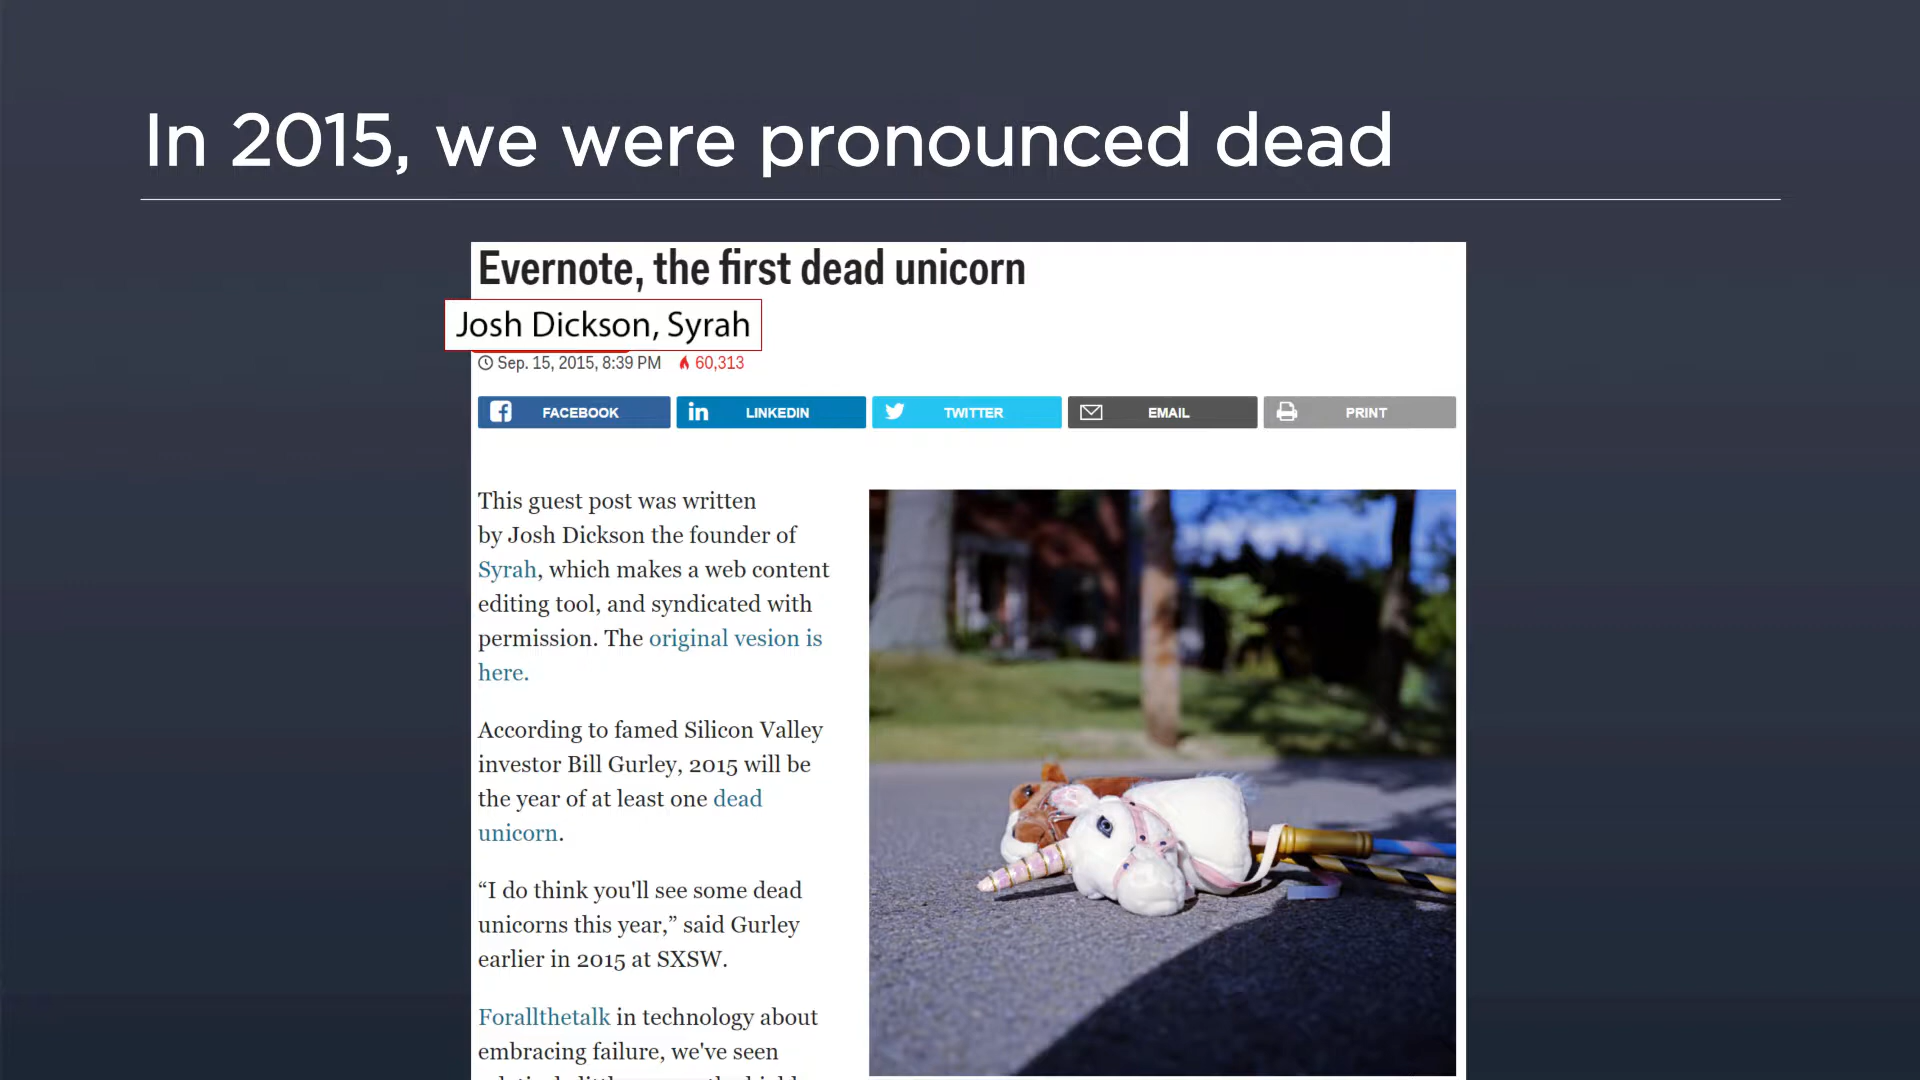 In 2015, we were pronounced dead
Evernote, the first dead unicorn
Josh Dickson, Syrah
Sep. 15, 2015, 8:39 PM 60,313
FACEBOOK LINKEDIN TWITTER EMAIL PRINT
This guest post was written
by Josh Dickson the founder of
Syrah, which makes a web content
editing tool, and syndicated with
permission. The original vesion is
here.
According to famed Silicon Valley
investor Bill Gurley, 2015 will be
the year of at least one dead
unicorn.
“I do think you'll see some dead
unicorns this year,” said Gurley
earlier in 2015 at SXSW.
Forallthetalk in technology about
embracing failure, we've seen